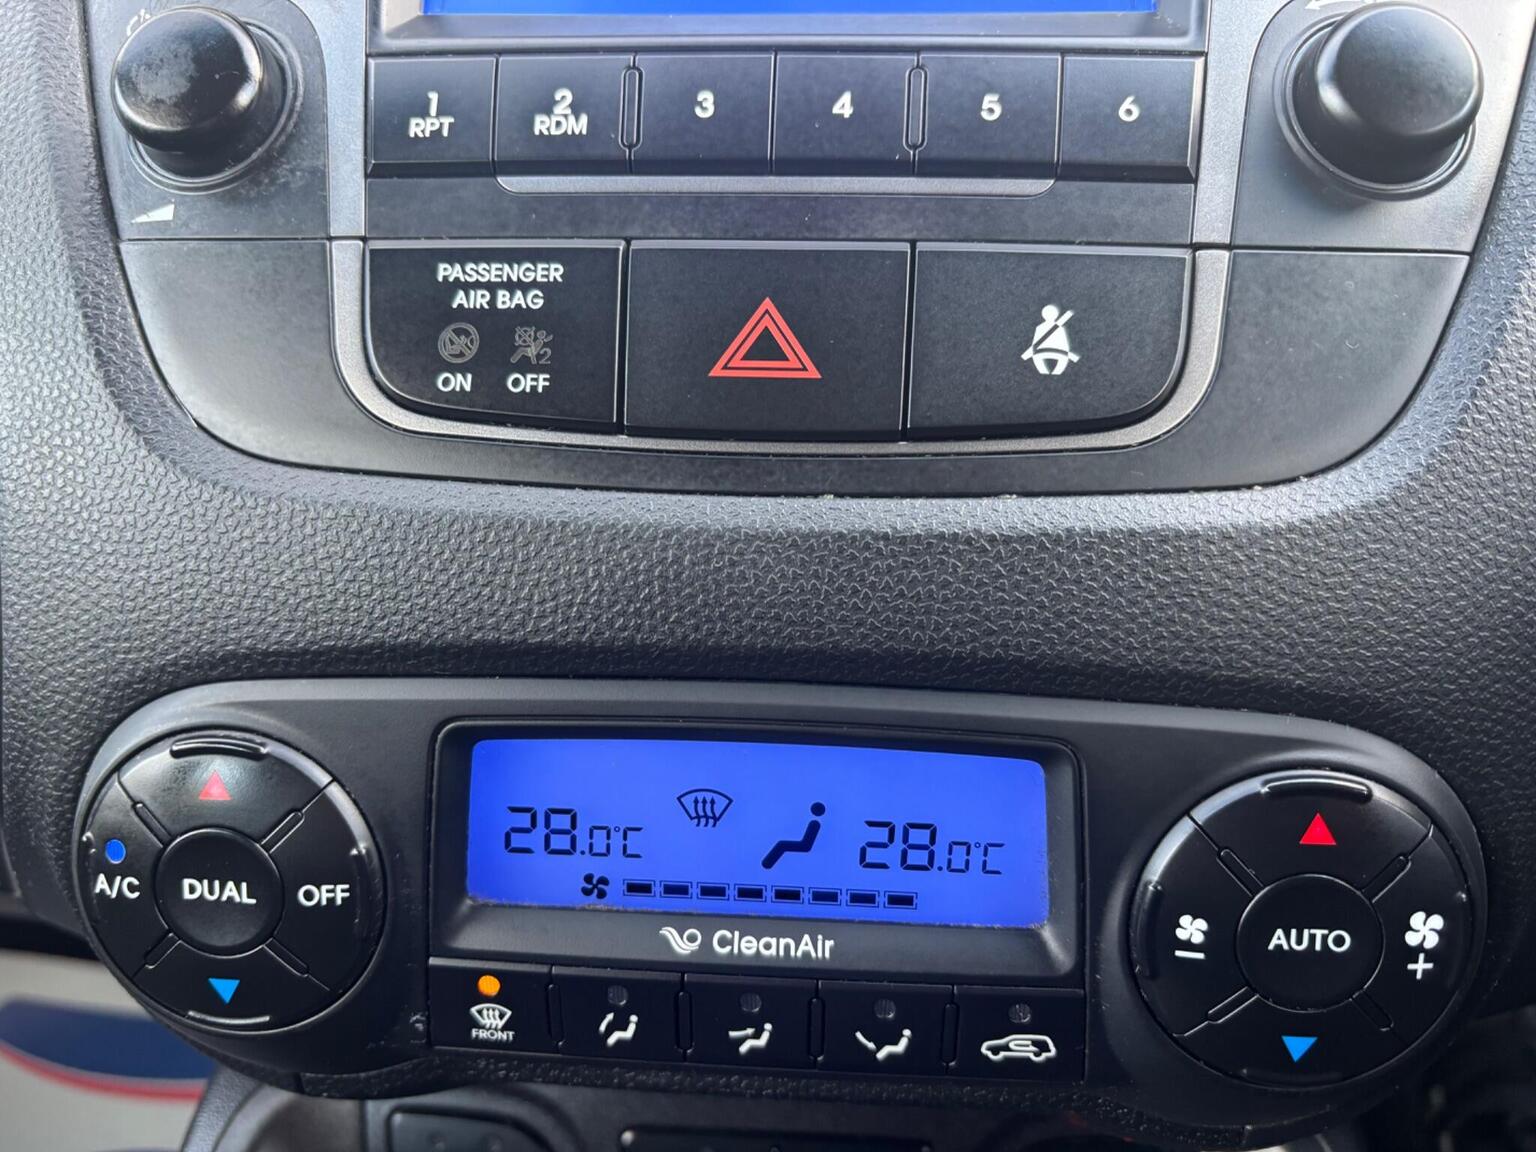 1
RPT
2
RDM
3
4
5
6
PASSENGER
AIR BAG
2
ON
OFF
28.0°C
28.0°C
CleanAir
A/C
DUAL
OFF
AUTO
−
+
FRONT